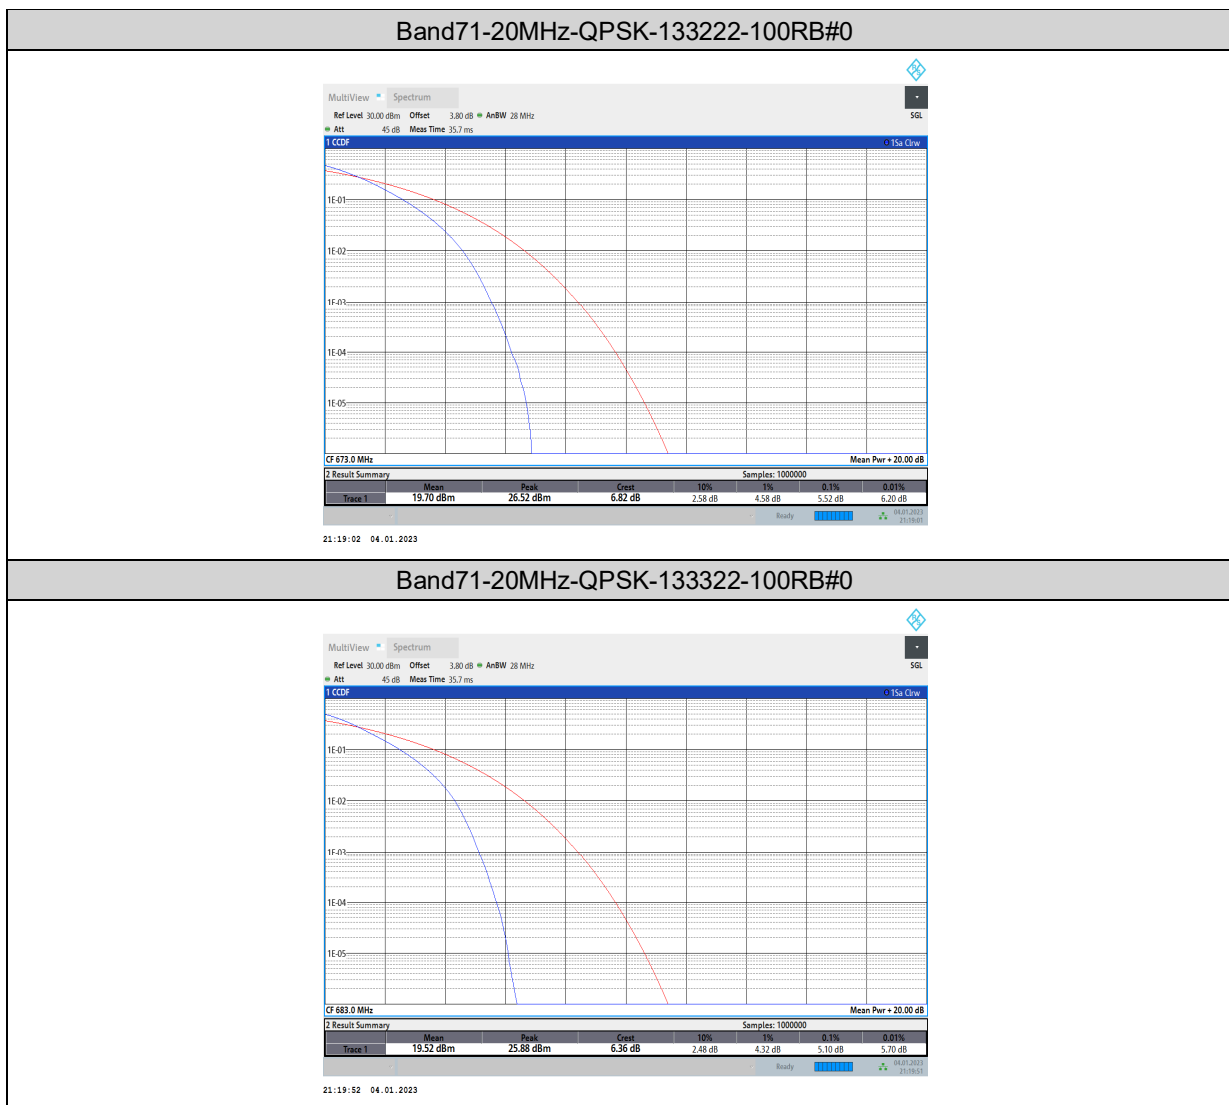 Band71-20MHz-QPSK-133222-100RB#0
MultiView Spectrum
Ref Level 30.00 dBm Offset 3.80 dB AnBW 28 MHz SGL
Att 45 dB Meas Time 35.7 ms
1 CCDF 1Sa Clrw
1E-01
1E-02
1E-03
1E-04
1E-05
CF 673.0 MHz Mean Pwr + 20.00 dB
2 Result Summary Samples: 1000000
Mean Peak Crest 10% 1% 0.1% 0.01%
Trace 1 19.70 dBm 26.52 dBm 6.82 dB 2.58 dB 4.58 dB 5.52 dB 6.20 dB
Ready 04.01.2023
21:19:01
21:19:02 04.01.2023
Band71-20MHz-QPSK-133322-100RB#0
MultiView Spectrum
Ref Level 30.00 dBm Offset 3.80 dB AnBW 28 MHz SGL
Att 45 dB Meas Time 35.7 ms
1 CCDF 1Sa Clrw
1E-01
1E-02
1E-03
1E-04
1E-05
CF 683.0 MHz Mean Pwr + 20.00 dB
2 Result Summary Samples: 1000000
Mean Peak Crest 10% 1% 0.1% 0.01%
Trace 1 19.52 dBm 25.88 dBm 6.36 dB 2.48 dB 4.32 dB 5.10 dB 5.70 dB
Ready 04.01.2023
21:19:51
21:19:52 04.01.2023